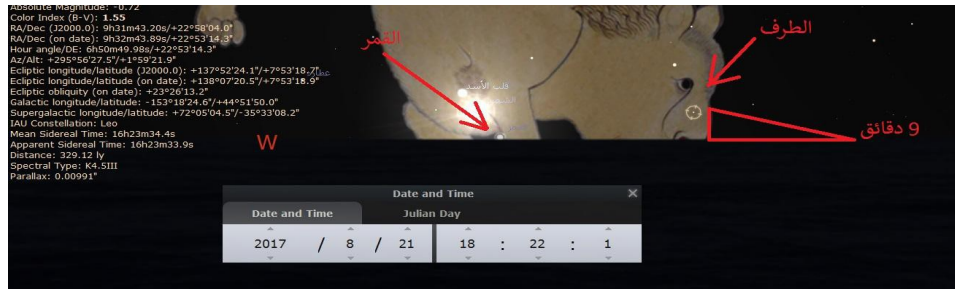 Absolute Magnitude: -0.72
Color Index (B-V): 1.55
RA/Dec (J2000.0): 9h31m43.20s/+22°58'04.0"
RA/Dec (on date): 9h32m43.89s/+22°53'14.3"
Hour angle/DE: 6h50m49.98s/+22°53'14.3"
Az/Alt: +295°56'27.5"/+1°59'21.9"
Ecliptic longitude/latitude (J2000.0): +137°52'24.1"/+7°53'18.7"
Ecliptic longitude/latitude (on date): +138°07'20.5"/+7°53'18.9"
Ecliptic obliquity (on date): +23°26'13.2"
Galactic longitude/latitude: -153°18'24.6"/+44°51'50.0"
Supergalactic longitude/latitude: +72°05'04.5"/-35°33'08.2"
IAU Constellation: Leo
Mean Sidereal Time: 16h23m34.4s
Apparent Sidereal Time: 16h23m33.9s
Distance: 329.12 ly
Spectral Type: K4.5III
Parallax: 0.00991"
القمر
الطرف
قلب الأسد
9 دقائق
W
Date and Time
Date and Time Julian Day
2017 / 8 / 21 18 : 22 : 1